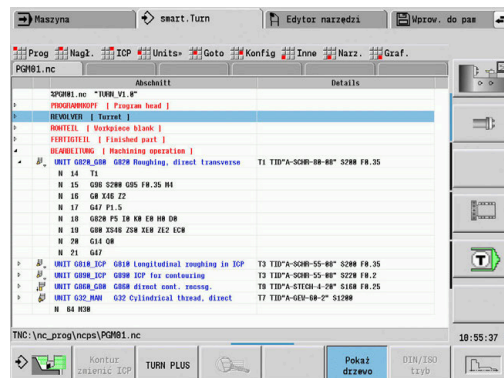 Maszyna
smart.Turn
Edytor narzędzi
Wprow. do pam
Prog Nagł. ICP Units» Goto Konfig Inne Narz. Graf.
PGM01.nc
Abschnitt Details
%PGM01.nc "TURN_V1.0"
PROGRAMMKOPF [ Program head ]
REVOLVER [ Turret ]
ROHTEIL [ Workpiece blank ]
FERTIGTEIL [ Finished part ]
BEARBEITUNG [ Machining operation ]
UNIT G820_G80 G820 Roughing, direct transverse T1 TID"A-SCHR-80-08" S200 F0.35
N 14 T1
N 15 G96 S200 G95 F0.35 M4
N 16 G0 X46 Z2
N 17 G47 P1.5
N 18 G820 P5 I0 K0 E0 H0 D0
N 19 G80 XS46 ZS0 XE0 ZE2 EC0
N 20 G14 Q0
N 21 G47
UNIT G810_ICP G810 Longitudinal roughing in ICP T3 TID"A-SCHR-55-08" S220 F0.35
UNIT G890_ICP G890 ICP for contouring T3 TID"A-SCHR-55-08" S220 F0.2
UNIT G860_G80 G860 direct cont. recssg. T8 TID"A-STECH-4-20" S160 F0.25
UNIT G32_MAN G32 Cylindrical thread, direct T7 TID"A-GEW-60-2" S1200
N 64 M30
TNC:\nc_prog\ncps\PGM01.nc
18:55:37
Kontur zmienić ICP
TURN PLUS
Pokaż drzewo
DIN/ISO tryb